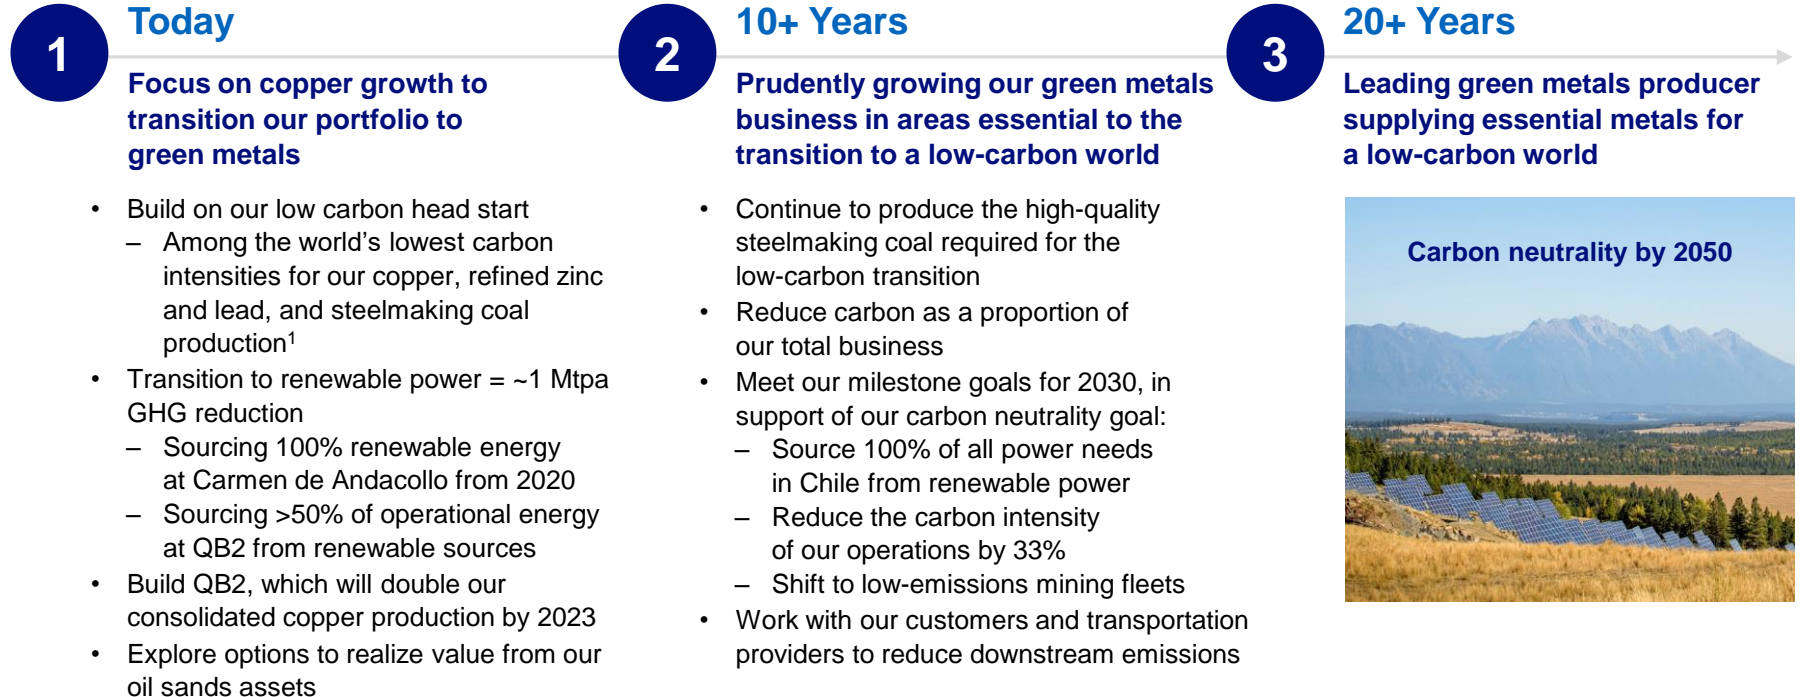 1
Today
Focus on copper growth to
transition our portfolio to
green metals
• Build on our low carbon head start
– Among the world's lowest carbon
intensities for our copper, refined zinc
and lead, and steelmaking coal
production¹
• Transition to renewable power = ~1 Mtpa
GHG reduction
– Sourcing 100% renewable energy
at Carmen de Andacollo from 2020
– Sourcing >50% of operational energy
at QB2 from renewable sources
• Build QB2, which will double our
consolidated copper production by 2023
• Explore options to realize value from our
oil sands assets
2
10+ Years
Prudently growing our green metals
business in areas essential to the
transition to a low-carbon world
• Continue to produce the high-quality
steelmaking coal required for the
low-carbon transition
• Reduce carbon as a proportion of
our total business
• Meet our milestone goals for 2030, in
support of our carbon neutrality goal:
– Source 100% of all power needs
in Chile from renewable power
– Reduce the carbon intensity
of our operations by 33%
– Shift to low-emissions mining fleets
• Work with our customers and transportation
providers to reduce downstream emissions
3
20+ Years
Leading green metals producer
supplying essential metals for
a low-carbon world
Carbon neutrality by 2050